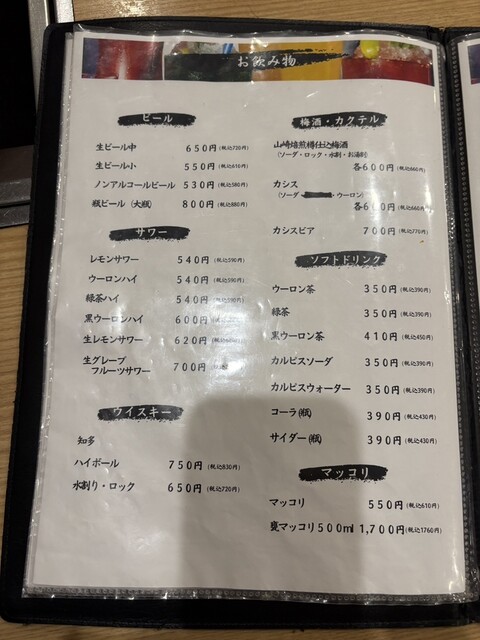 お飲み物
ビール
生ビール中 650円(税込720円)
生ビール小 550円(税込610円)
ノンアルコールビール 530円(税込580円)
瓶ビール (大瓶) 800円(税込880円)
サワー
レモンサワー 540円(税込590円)
ウーロンハイ 540円(税込590円)
緑茶ハイ 540円(税込590円)
黒ウーロンハイ 600円
生レモンサワー 620円
生グレープ
フルーツサワー 700円
ウイスキー
知多
ハイボール 750円(税込830円)
水割り・ロック 650円(税込720円)
梅酒・カクテル
山崎焙煎樽仕込梅酒
(ソーダ・ロック・水割・お湯割)
各600円(税込660円)
カシス
(ソーダ・ ・ウーロン)
各600円(税込660円)
カシスビア 700円(税込770円)
ソフトドリンク
ウーロン茶 350円(税込390円)
緑茶 350円(税込390円)
黒ウーロン茶 410円(税込450円)
カルピスソーダ 350円(税込390円)
カルピスウォーター 350円(税込390円)
コーラ(瓶) 390円(税込430円)
サイダー(瓶) 390円(税込430円)
マッコリ
マッコリ 550円(税込610円)
甕マッコリ500ml 1,700円(税込1760円)